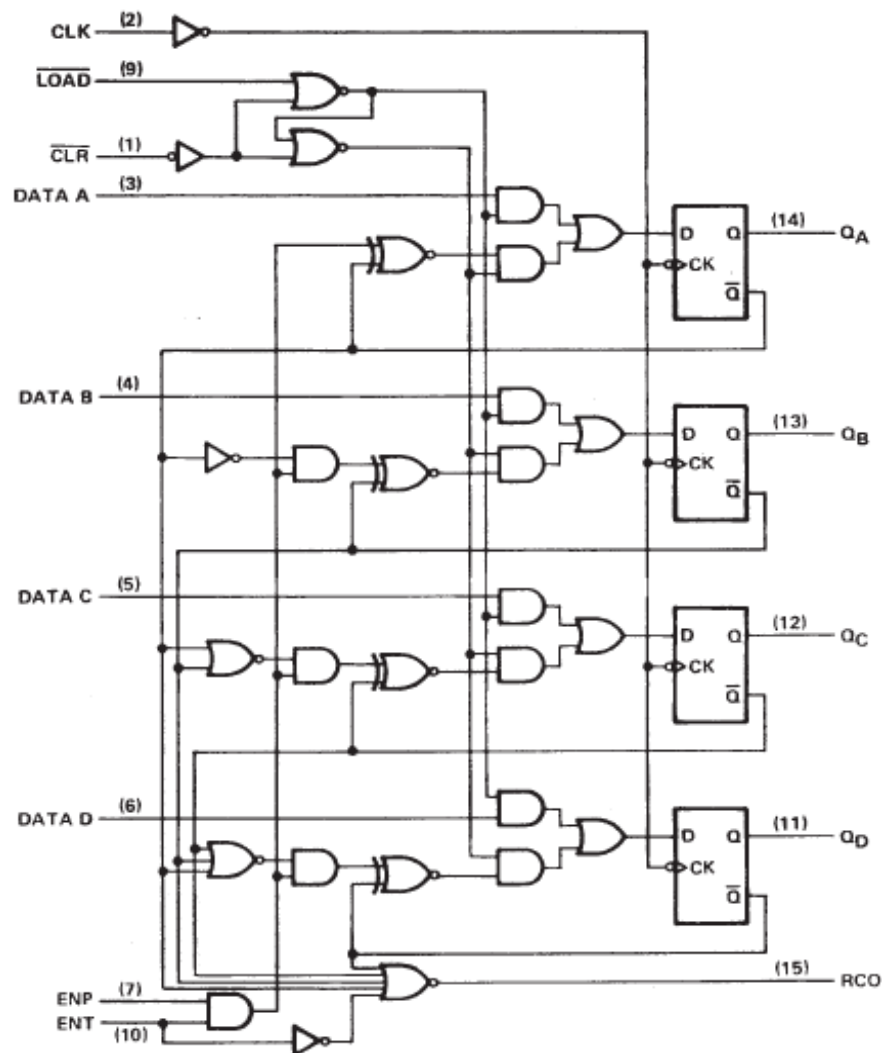 CLK (2)
LOAD (9)
CLR (1)
DATA A (3)
D Q (14) QA
CK
Q
DATA B (4)
D Q (13) QB
CK
Q
DATA C (5)
D Q (12) QC
CK
Q
DATA D (6)
D Q (11) QD
CK
Q
(15) RCO
ENP (7)
ENT
(10)